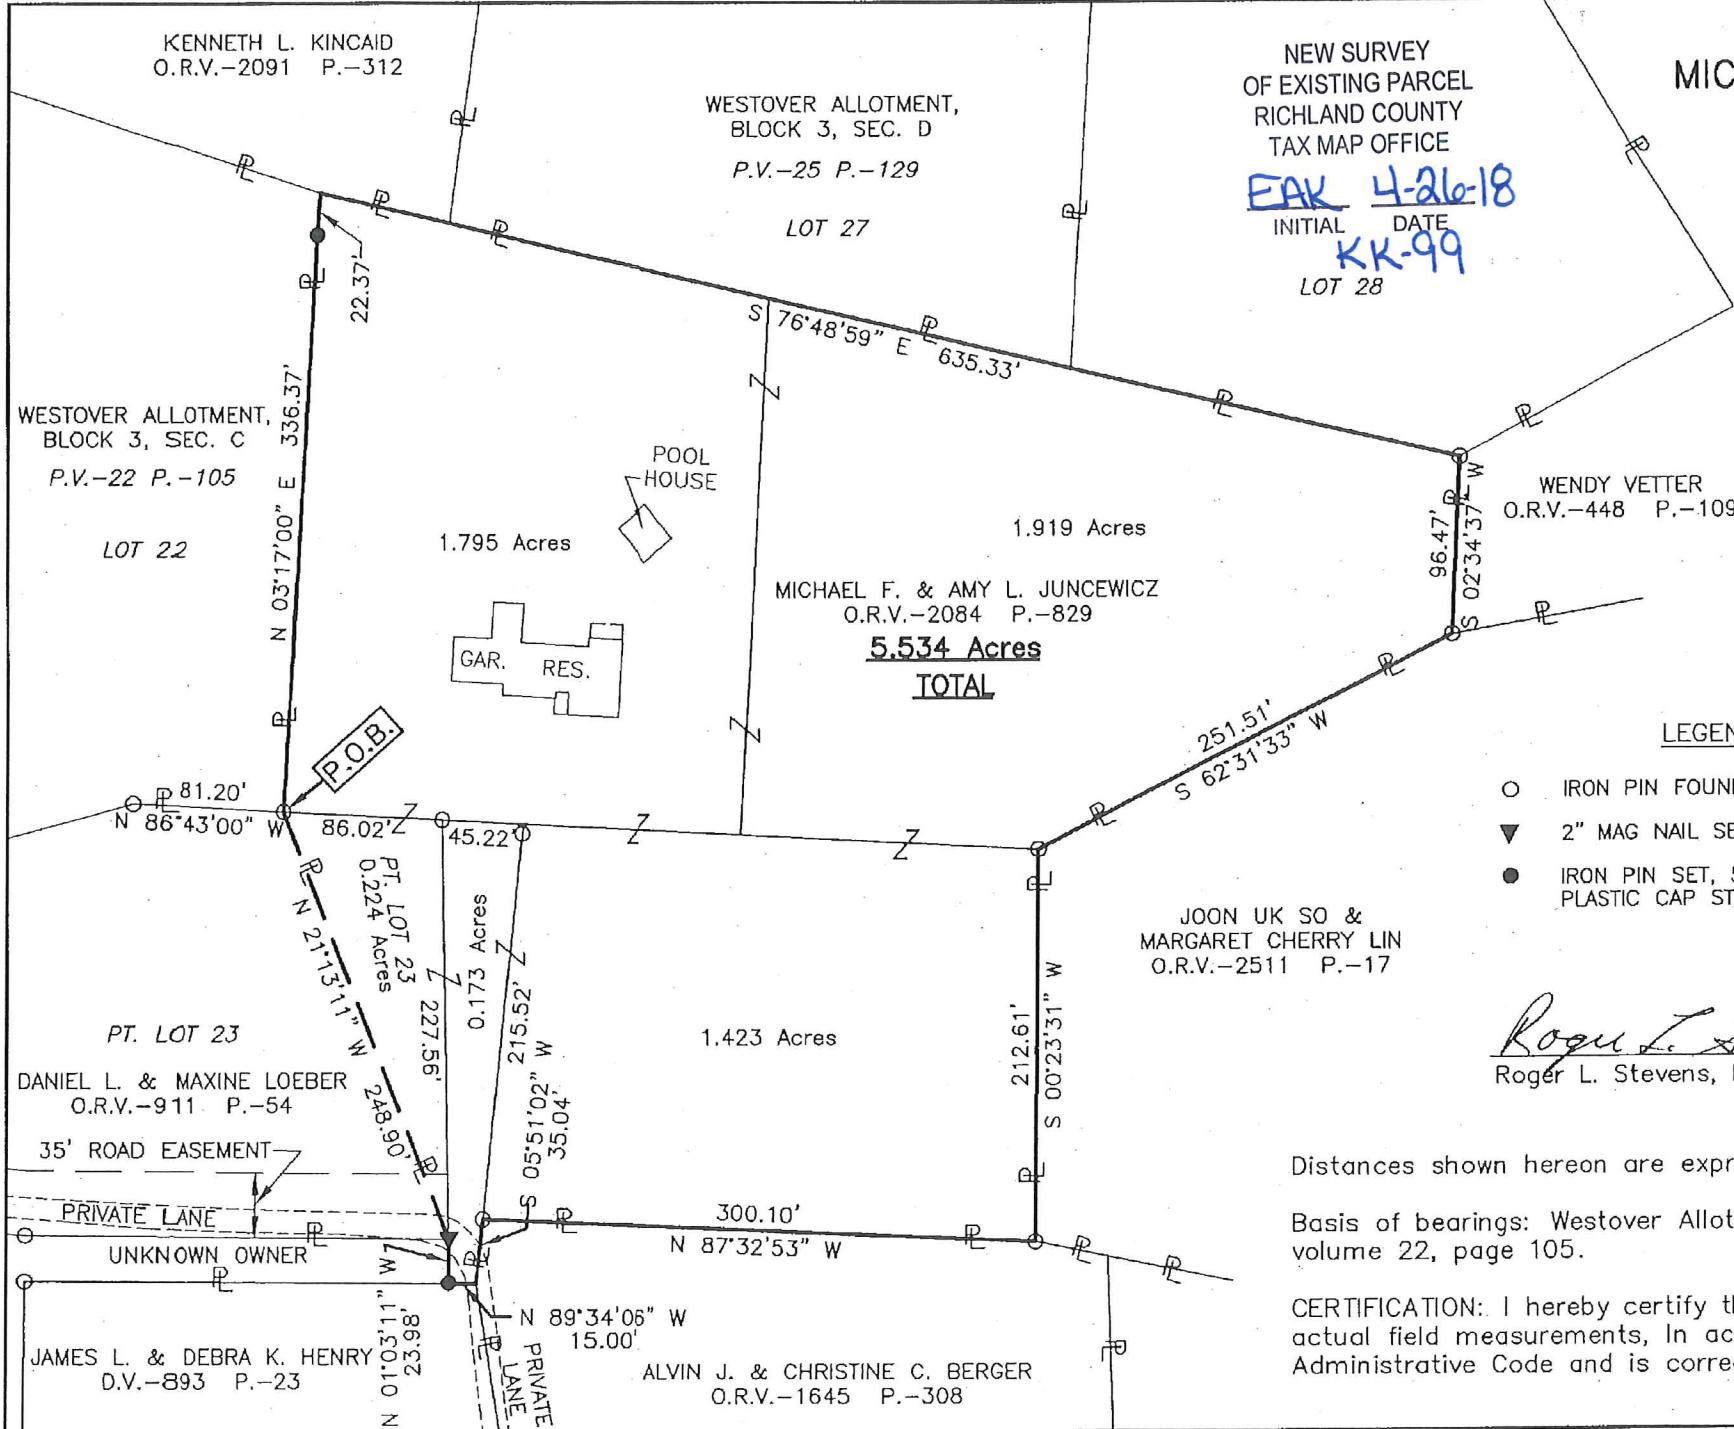 KENNETH L. KINCAID
O.R.V.-2091 P.-312
WESTOVER ALLOTMENT,
BLOCK 3, SEC. D
P.V.-25 P.-129
LOT 27
NEW SURVEY
OF EXISTING PARCEL
RICHLAND COUNTY
TAX MAP OFFICE
EAK 4-26-18
INITIAL DATE
KK-99
LOT 28
MIC
22.37'
S 76°48'59" E 635.33'
N 03°17'00" E 336.37'
WESTOVER ALLOTMENT,
BLOCK 3, SEC. C
P.V.-22 P.-105
LOT 22
POOL
HOUSE
1.795 Acres
1.919 Acres
MICHAEL F. & AMY L. JUNCEWICZ
O.R.V.-2084 P.-829
5.534 Acres
TOTAL
GAR. RES.
WENDY VETTER
O.R.V.-448 P.-109
96.47'
S 02°34'37" W
251.51'
S 62°31'33" W
P.O.B.
81.20'
N 86°43'00" W
86.02'
45.22'
LEGEN
IRON PIN FOUN
2" MAG NAIL SE
IRON PIN SET, 5
PLASTIC CAP ST
PT. LOT 23
0.224 Acres
0.173 Acres
N 21°13'11" W 248.90'
227.56'
215.52'
S 05°51'02" W
35.04'
1.423 Acres
212.61'
S 00°23'31" W
JOON UK SO &
MARGARET CHERRY LIN
O.R.V.-2511 P.-17
Roger L.
Roger L. Stevens,
PT. LOT 23
DANIEL L. & MAXINE LOEBER
O.R.V.-911 P.-54
35' ROAD EASEMENT
PRIVATE LANE
UNKNOWN OWNER
300.10'
N 87°32'53" W
N 89°34'06" W
15.00'
N 01°03'11" W
23.98'
PRIVATE
LANE
JAMES L. & DEBRA K. HENRY
D.V.-893 P.-23
ALVIN J. & CHRISTINE C. BERGER
O.R.V.-1645 P.-308
Distances shown hereon are expr
Basis of bearings: Westover Allot
volume 22, page 105.
CERTIFICATION: I hereby certify th
actual field measurements, In ac
Administrative Code and is corre